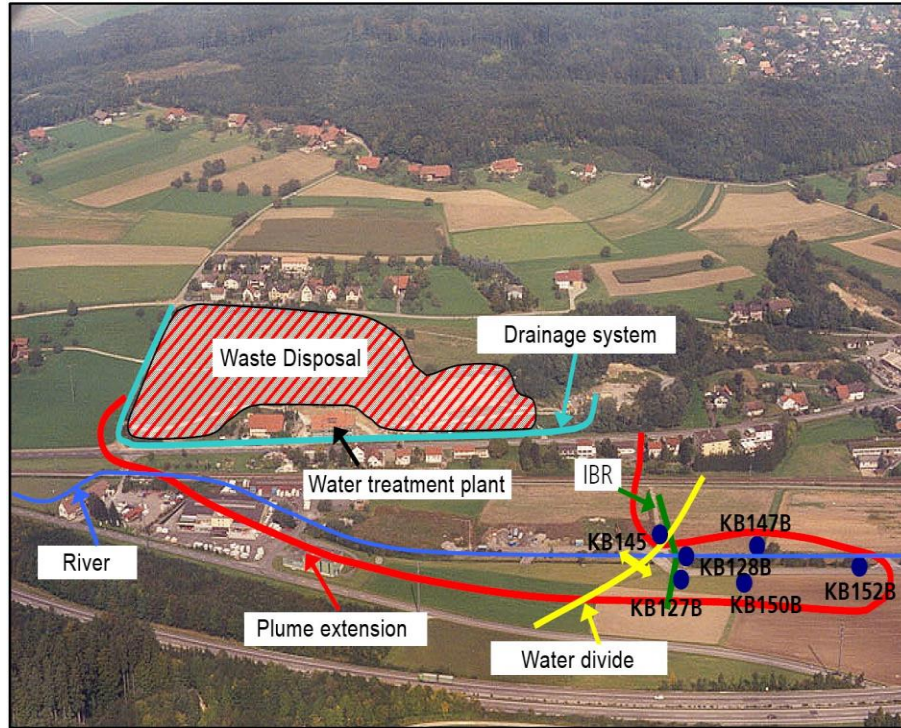 Waste Disposal
Drainage system
Water treatment plant
IBR
KB147B
KB145
River
KB128B
KB152B
KB127B
KB150B
Plume extension
Water divide